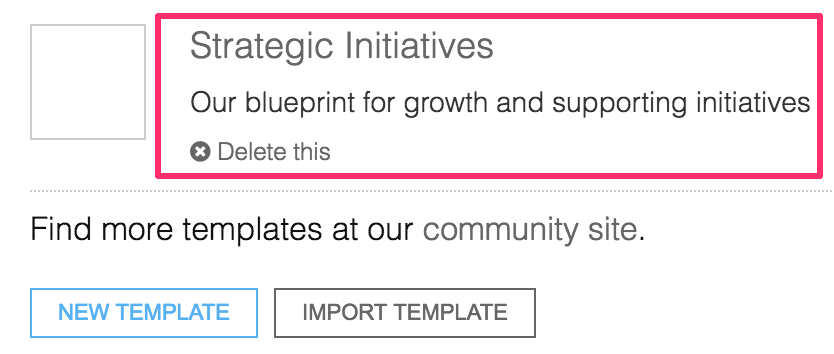 Strategic Initiatives
Our blueprint for growth and supporting initiatives
Delete this
Find more templates at our community site.
NEW TEMPLATE
IMPORT TEMPLATE